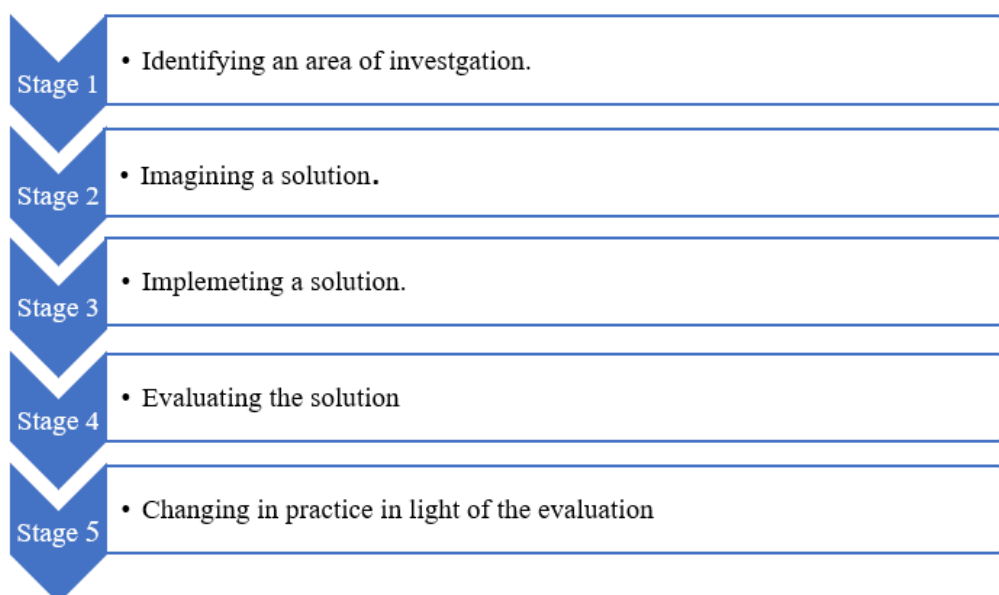 Stage 1
• Identifying an area of investgation.
Stage 2
• Imagining a solution.
Stage 3
• Implemeting a solution.
Stage 4
• Evaluating the solution
Stage 5
• Changing in practice in light of the evaluation